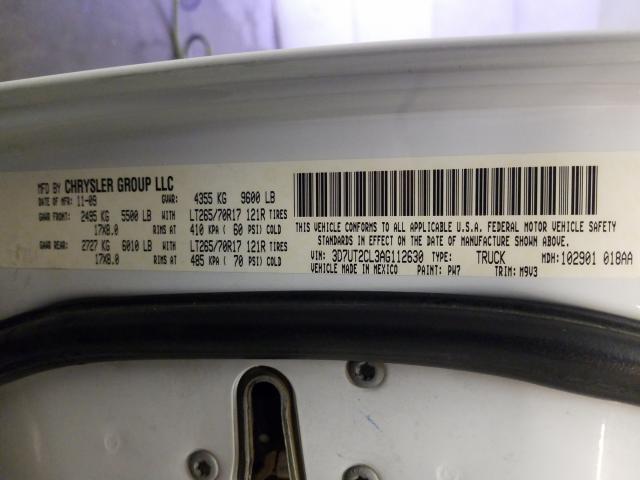 MFD BY CHRYSLER GROUP LLC
DATE OF MFR: 11-09 GVWR: 4355 KG 9600 LB
GAWR FRONT: 2495 KG 5500 LB WITH LT265/70R17 121R TIRES
17X8.0 RIMS AT 410 KPA ( 60 PSI) COLD
GAWR REAR: 2727 KG 6010 LB WITH LT265/70R17 121R TIRES
17X8.0 RIMS AT 485 KPA ( 70 PSI) COLD
THIS VEHICLE CONFORMS TO ALL APPLICABLE U.S.A. FEDERAL MOTOR VEHICLE SAFETY
STANDARDS IN EFFECT ON THE DATE OF MANUFACTURE SHOWN ABOVE.
VIN: 3D7UT2CL3AG112630 TYPE: TRUCK MDH: 102901 018AA
VEHICLE MADE IN MEXICO PAINT: PW7 TRIM: M9V3